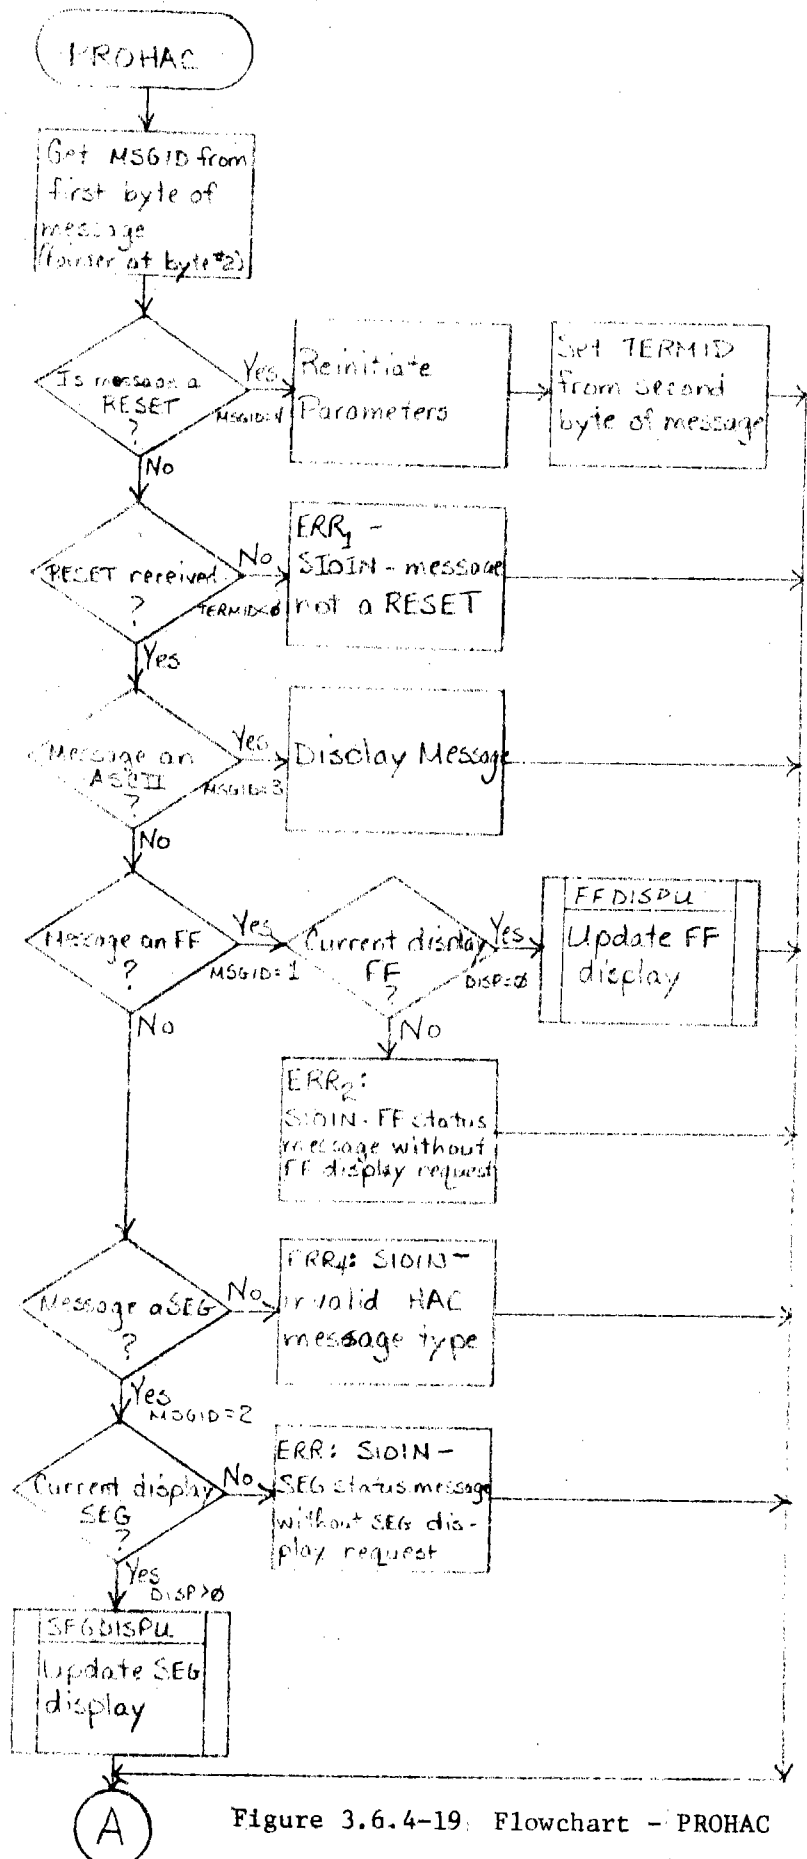 PROHAC
Get MSGID from
first byte of
message
(Pointer at byte #2)
Is message a
RESET
?
Yes
MSGID=4
No
Reinitiate
Parameters
Set TERMID
from second
byte of message
RESET received
?
No
TERMID<0
Yes
ERR1 -
SIOIN - message
not a RESET
Message an
ASCII
?
Yes
MSGID=3
No
Display Message
Message an FF
?
Yes
MSGID=1
No
Current display
FF
?
Yes
DISP=0
No
FFDISPU
Update FF
display
ERR2:
SIOIN-FF status
message without
FF display request
Message a SEG
?
No
Yes
MSGID=2
ERR4: SIOIN -
invalid HAC
message type
Current display
SEG
?
No
Yes
DISP>0
ERR: SIOIN -
SEG status message
without SEG dis-
play request
SEGDISPU
Update SEG
display
A
Figure 3.6.4-19. Flowchart - PROHAC